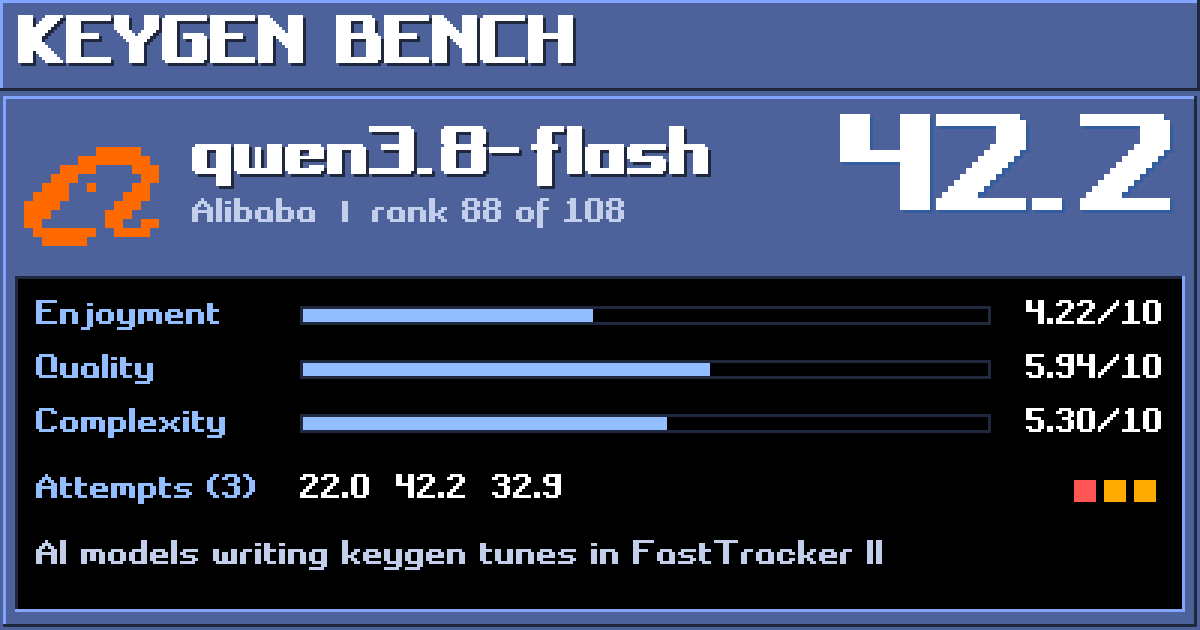 KEYGEN BENCH
qwen3.8-flash
Alibaba | rank 88 of 108
42.2
Enjoyment 4.22/10
Quality 5.94/10
Complexity 5.30/10
Attempts (3) 22.0 42.2 32.9
AI models writing keygen tunes in FastTracker II